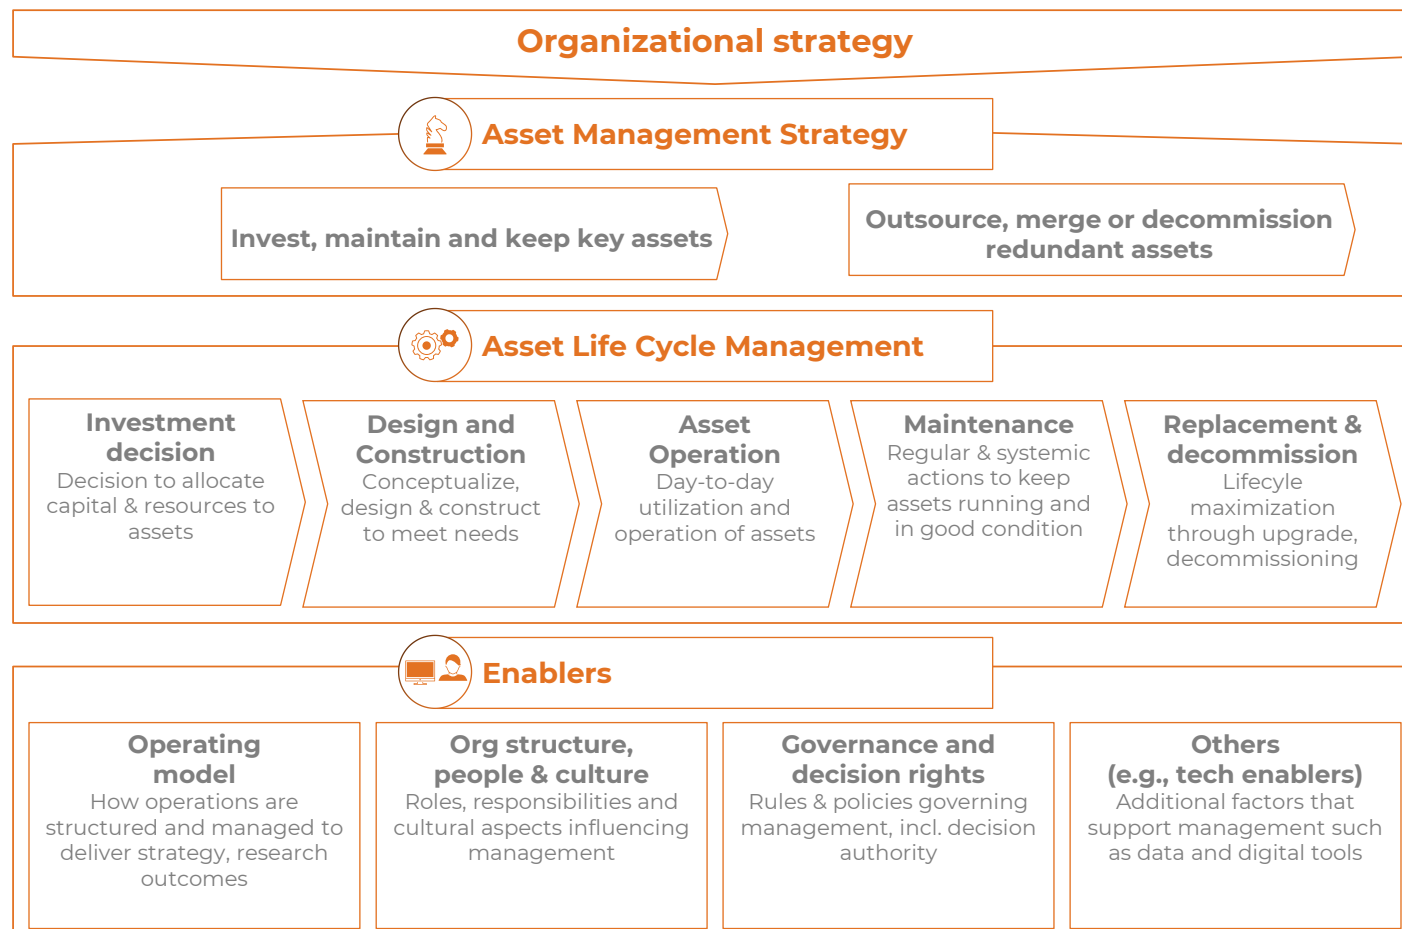 Organizational strategy
Asset Management Strategy
Invest, maintain and keep key assets
Outsource, merge or decommission
redundant assets
Asset Life Cycle Management
Investment
decision
Decision to allocate
capital & resources to
assets
Design and
Construction
Conceptualize,
design & construct
to meet needs
Asset
Operation
Day-to-day
utilization and
operation of assets
Maintenance
Regular & systemic
actions to keep
assets running and
in good condition
Replacement &
decommission
Lifecyle
maximization
through upgrade,
decommissioning
Enablers
Operating
model
How operations are
structured and managed to
deliver strategy, research
outcomes
Org structure,
people & culture
Roles, responsibilities and
cultural aspects influencing
management
Governance and
decision rights
Rules & policies governing
management, incl. decision
authority
Others
(e.g., tech enablers)
Additional factors that
support management such
as data and digital tools